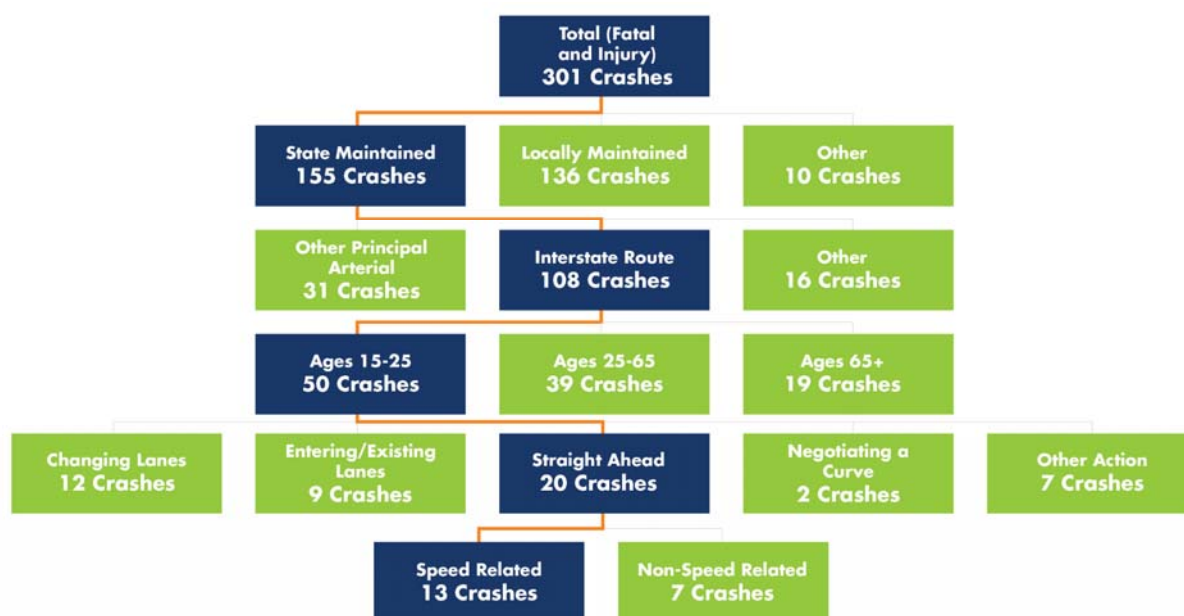 Total (Fatal
and Injury)
301 Crashes
State Maintained
155 Crashes
Locally Maintained
136 Crashes
Other
10 Crashes
Other Principal
Arterial
31 Crashes
Interstate Route
108 Crashes
Other
16 Crashes
Ages 15-25
50 Crashes
Ages 25-65
39 Crashes
Ages 65+
19 Crashes
Changing Lanes
12 Crashes
Entering/Existing
Lanes
9 Crashes
Straight Ahead
20 Crashes
Negotiating a
Curve
2 Crashes
Other Action
7 Crashes
Speed Related
13 Crashes
Non-Speed Related
7 Crashes